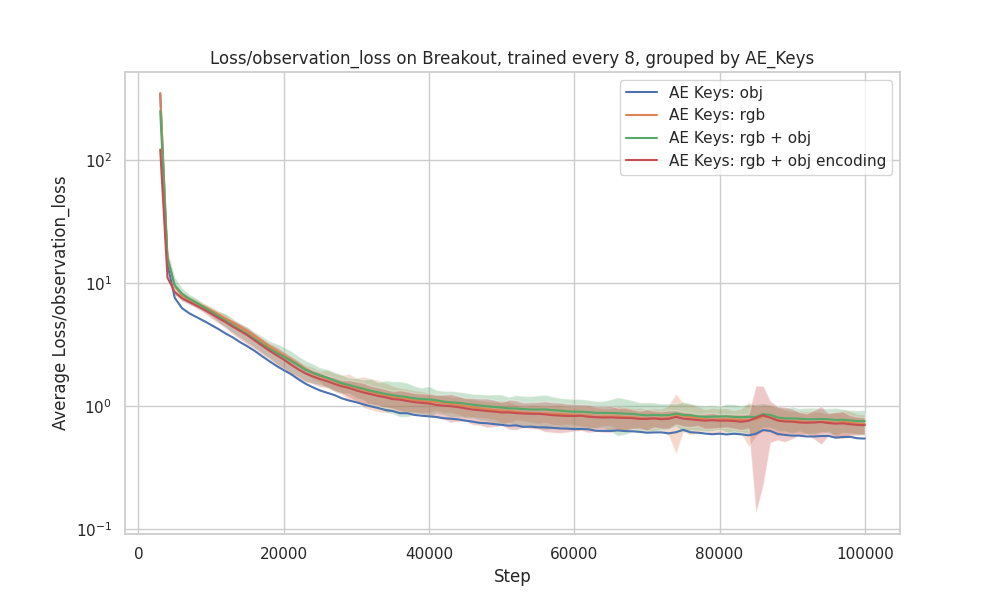 Loss/observation_loss on Breakout, trained every 8, grouped by AE_Keys
AE Keys: obj
AE Keys: rgb
AE Keys: rgb + obj
AE Keys: rgb + obj encoding
Average Loss/observation_loss
10²
10¹
10⁰
10⁻¹
0 20000 40000 60000 80000 100000
Step